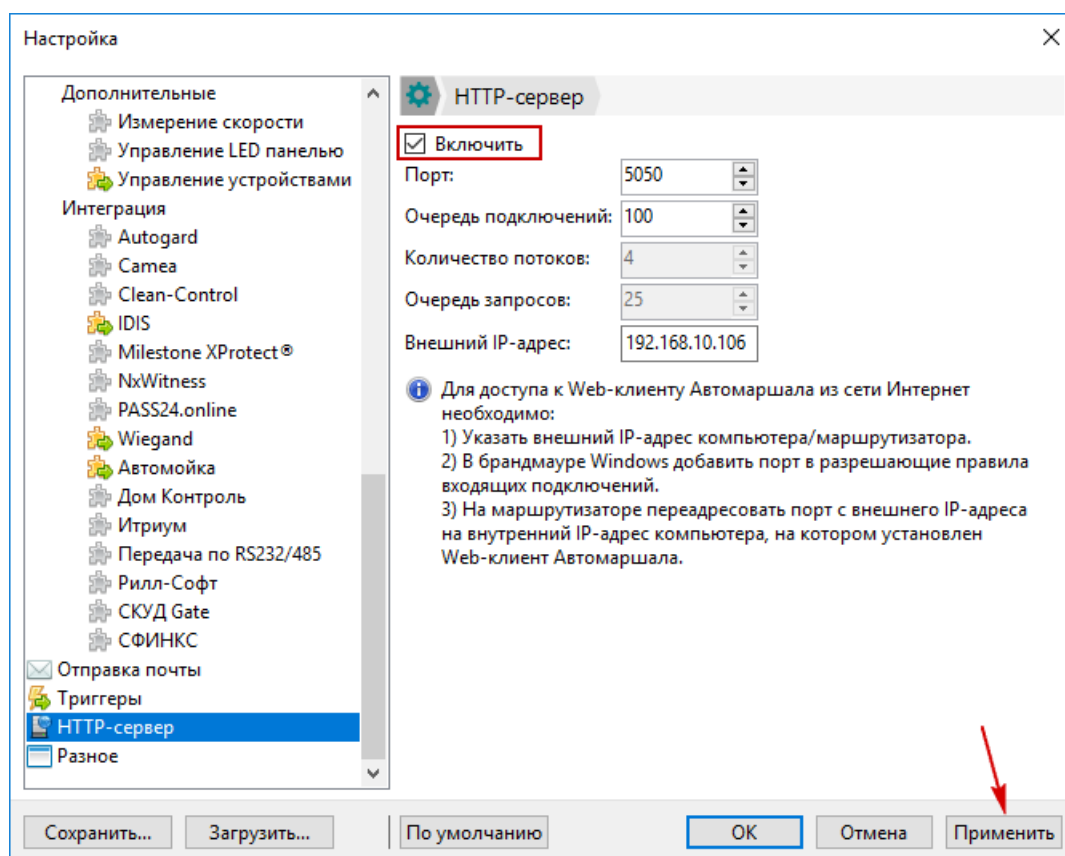 Настройка
Дополнительные
Измерение скорости
Управление LED панелью
Управление устройствами
Интеграция
Autogard
Camea
Clean-Control
IDIS
Milestone XProtect®
NxWitness
PASS24.online
Wiegand
Автомойка
Дом Контроль
Итриум
Передача по RS232/485
Рилл-Софт
СКУД Gate
СФИНКС
Отправка почты
Триггеры
HTTP-сервер
Разное
HTTP-сервер
Включить
Порт: 5050
Очередь подключений: 100
Количество потоков: 4
Очередь запросов: 25
Внешний IP-адрес: 192.168.10.106
Для доступа к Web-клиенту Автомаршала из сети Интернет
необходимо:
1) Указать внешний IP-адрес компьютера/маршрутизатора.
2) В брандмауре Windows добавить порт в разрешающие правила
входящих подключений.
3) На маршрутизаторе переадресовать порт с внешнего IP-адреса
на внутренний IP-адрес компьютера, на котором установлен
Web-клиент Автомаршала.
Сохранить... Загрузить... По умолчанию OK Отмена Применить